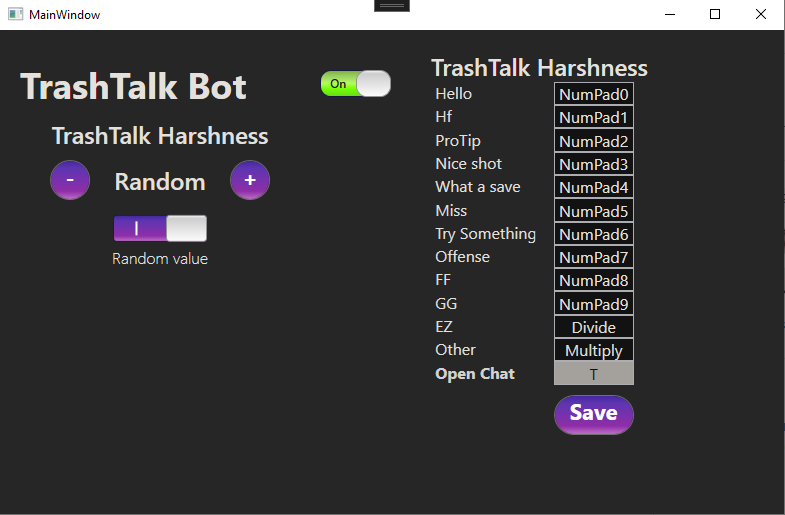 MainWindow
TrashTalk Bot
On
TrashTalk Harshness
-
Random
+
Random value
TrashTalk Harshness
Hello NumPad0
Hf NumPad1
ProTip NumPad2
Nice shot NumPad3
What a save NumPad4
Miss NumPad5
Try Something NumPad6
Offense NumPad7
FF NumPad8
GG NumPad9
EZ Divide
Other Multiply
Open Chat T
Save